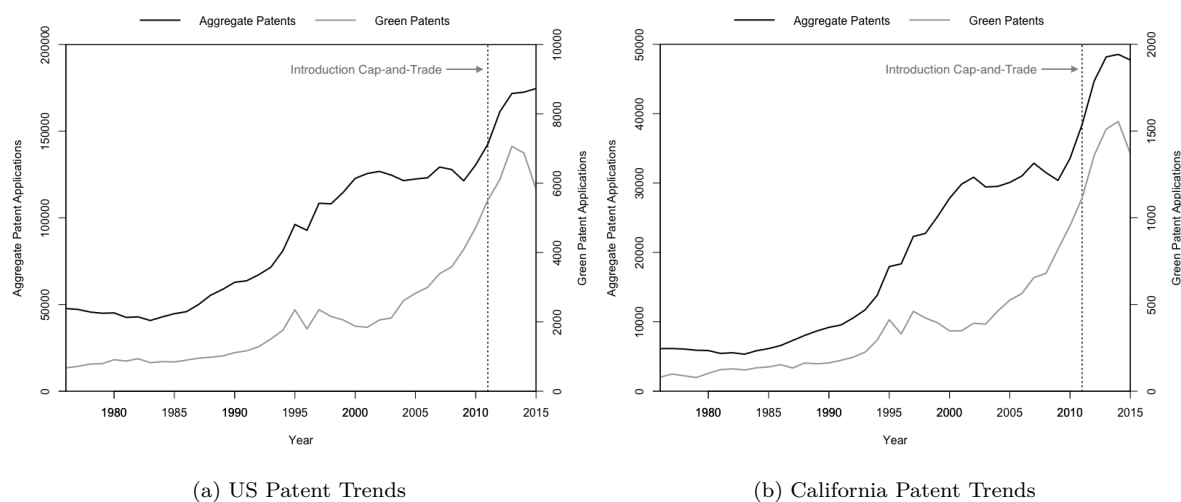 Aggregate Patents Green Patents
Introduction Cap-and-Trade
Aggregate Patent Applications
0 50000 100000 150000 200000
Green Patent Applications
0 2000 4000 6000 8000 10000
1980 1985 1990 1995 2000 2005 2010 2015
Year
(a) US Patent Trends
Aggregate Patents Green Patents
Introduction Cap-and-Trade
Aggregate Patent Applications
0 10000 20000 30000 40000 50000
Green Patent Applications
0 500 1000 1500 2000
1980 1985 1990 1995 2000 2005 2010 2015
Year
(b) California Patent Trends